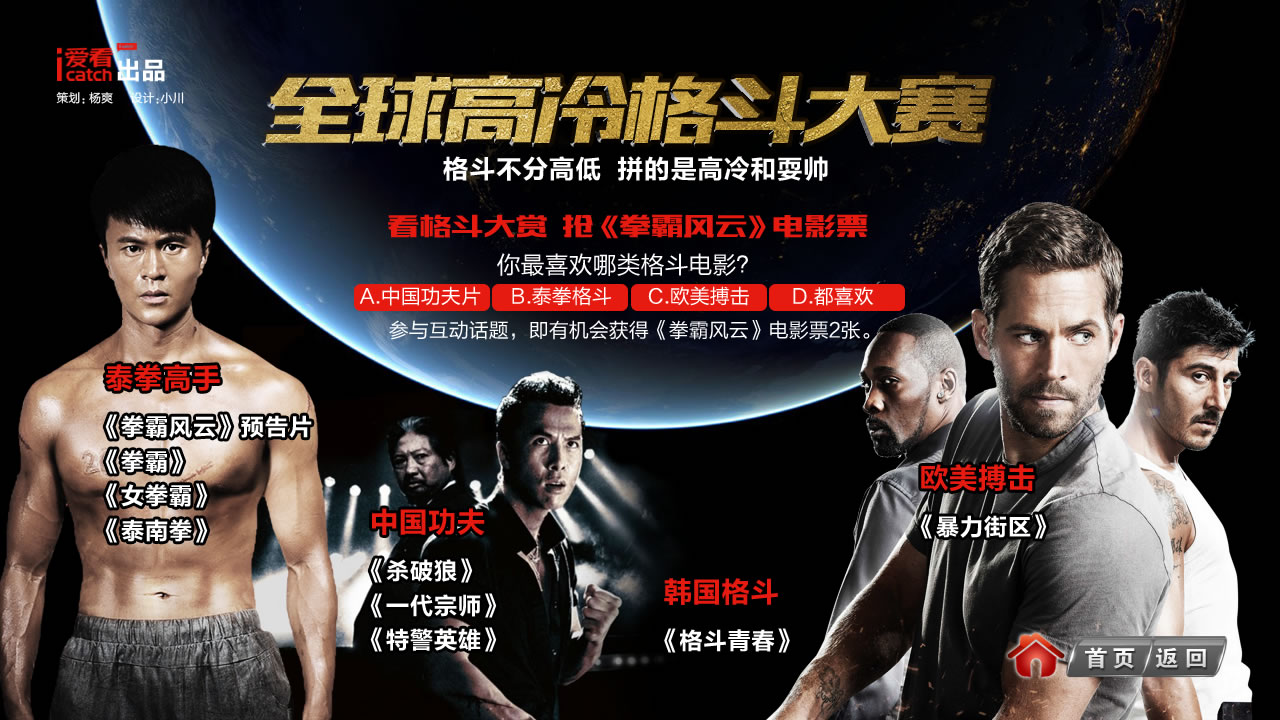 i爱看
catch 出品
策划：杨爽 设计：小川
全球高冷格斗大赛
格斗不分高低 拼的是高冷和耍帅
看格斗大赏 抢《拳霸风云》电影票
你最喜欢哪类格斗电影?
A.中国功夫片 B.泰拳格斗 C.欧美搏击 D.都喜欢
参与互动话题，即有机会获得《拳霸风云》电影票2张。
泰拳高手
《拳霸风云》预告片
《拳霸》
《女拳霸》
《泰南拳》
中国功夫
《杀破狼》
《一代宗师》
《特警英雄》
韩国格斗
《格斗青春》
欧美搏击
《暴力街区》
首页 返回